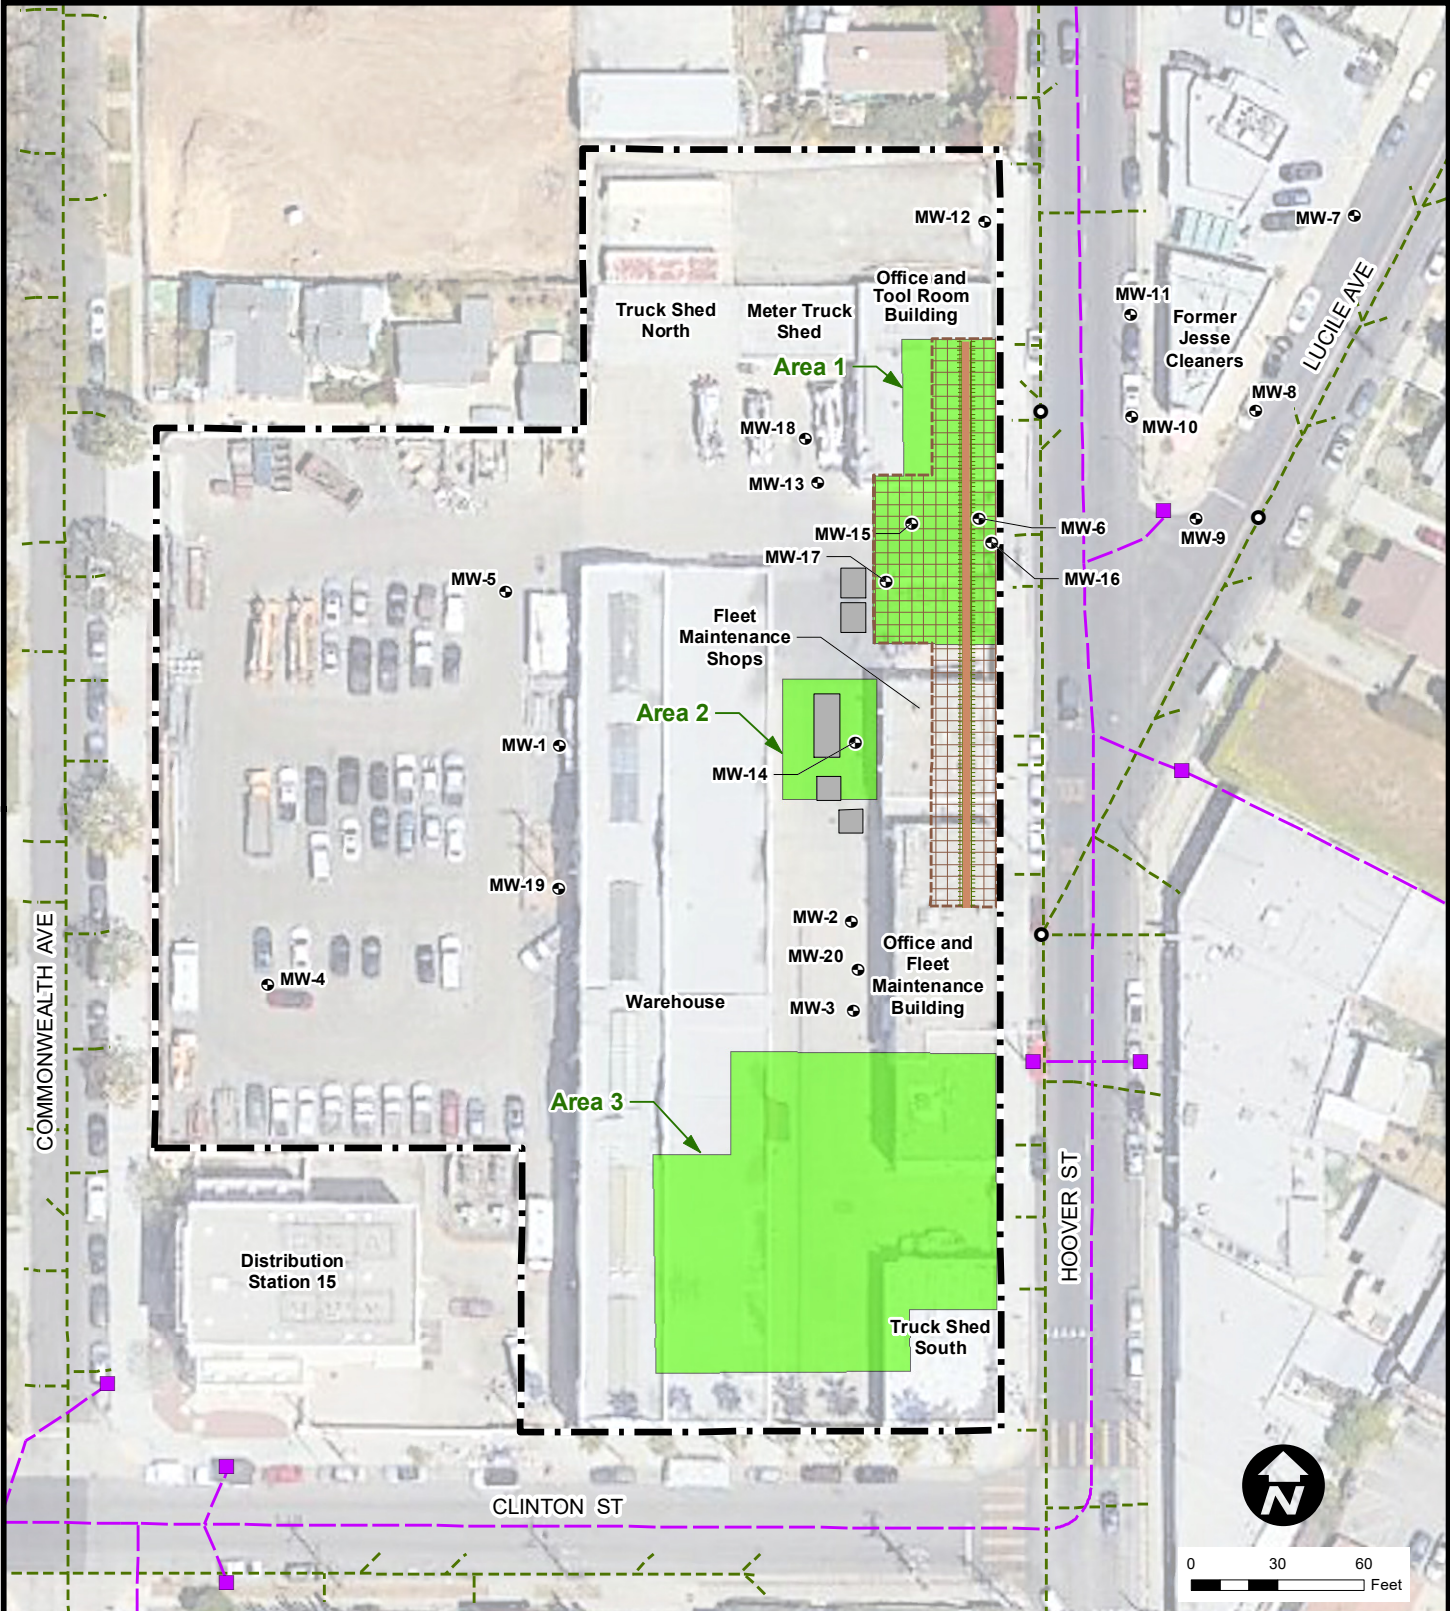 MW-12
MW-7
Office and
Tool Room
Building
MW-11
Truck Shed
North
Meter Truck
Shed
Former
Jesse
Cleaners
LUCILE AVE
Area 1
MW-8
MW-18
MW-10
MW-13
MW-15
MW-6
MW-9
MW-17
MW-5
MW-16
Fleet
Maintenance
Shops
Area 2
MW-1
MW-14
MW-19
MW-2
COMMONWEALTH AVE
Office and
Fleet
Maintenance
Building
MW-20
MW-4
Warehouse
MW-3
Area 3
HOOVER ST
Distribution
Station 15
Truck Shed
South
CLINTON ST
N
0 30 60
Feet